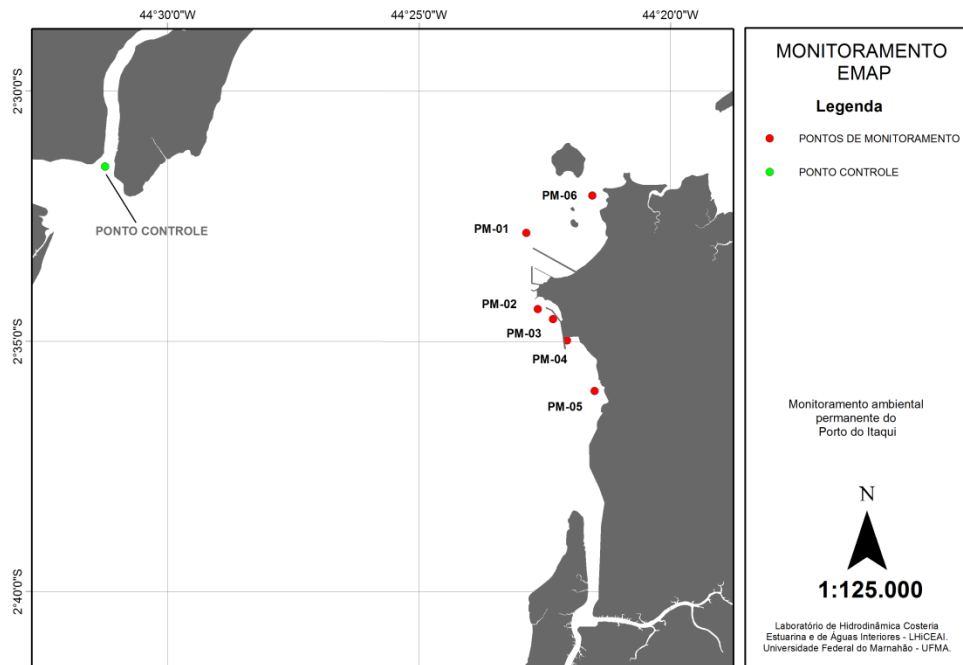 44°30'0"W
44°25'0"W
44°20'0"W
2°30'0"S
2°35'0"S
2°40'0"S
PONTO CONTROLE
PM-06
PM-01
PM-02
PM-03
PM-04
PM-05
MONITORAMENTO
EMAP
Legenda
PONTOS DE MONITORAMENTO
PONTO CONTROLE
Monitoramento ambiental
permanente do
Porto do Itaqui
N
1:125.000
Laboratório de Hidrodinâmica Costeria
Estuarina e de Águas Interiores - LHiCEAI.
Universidade Federal do Marnahão - UFMA.